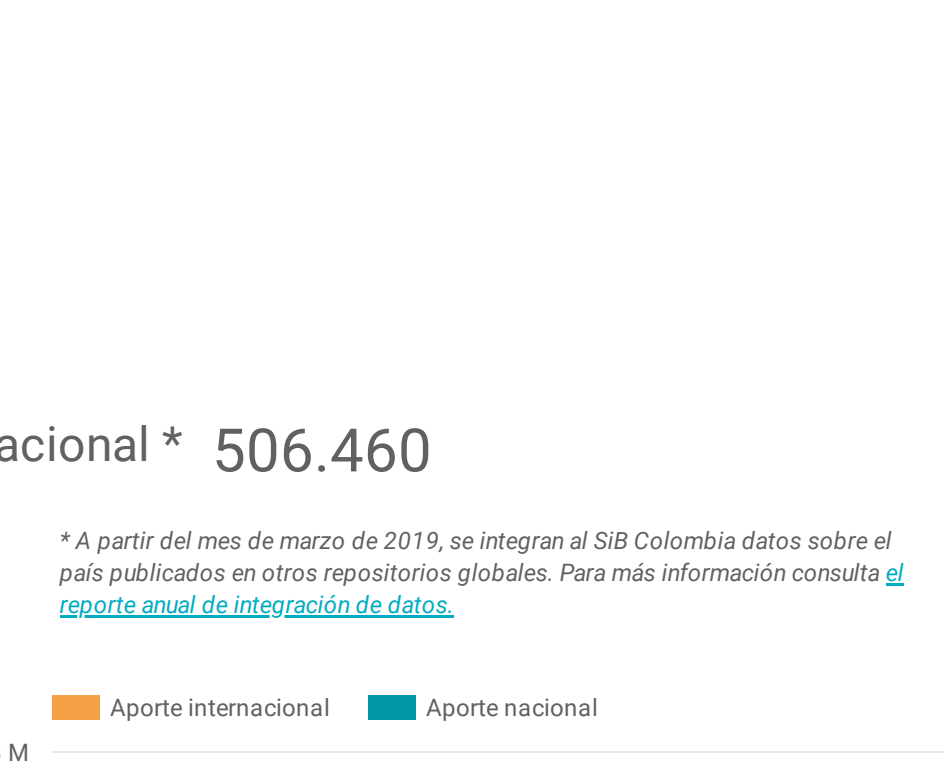 acional * 506.460
* A partir del mes de marzo de 2019, se integran al SiB Colombia datos sobre el
país publicados en otros repositorios globales. Para más información consulta el
reporte anual de integración de datos.
Aporte internacional Aporte nacional
M